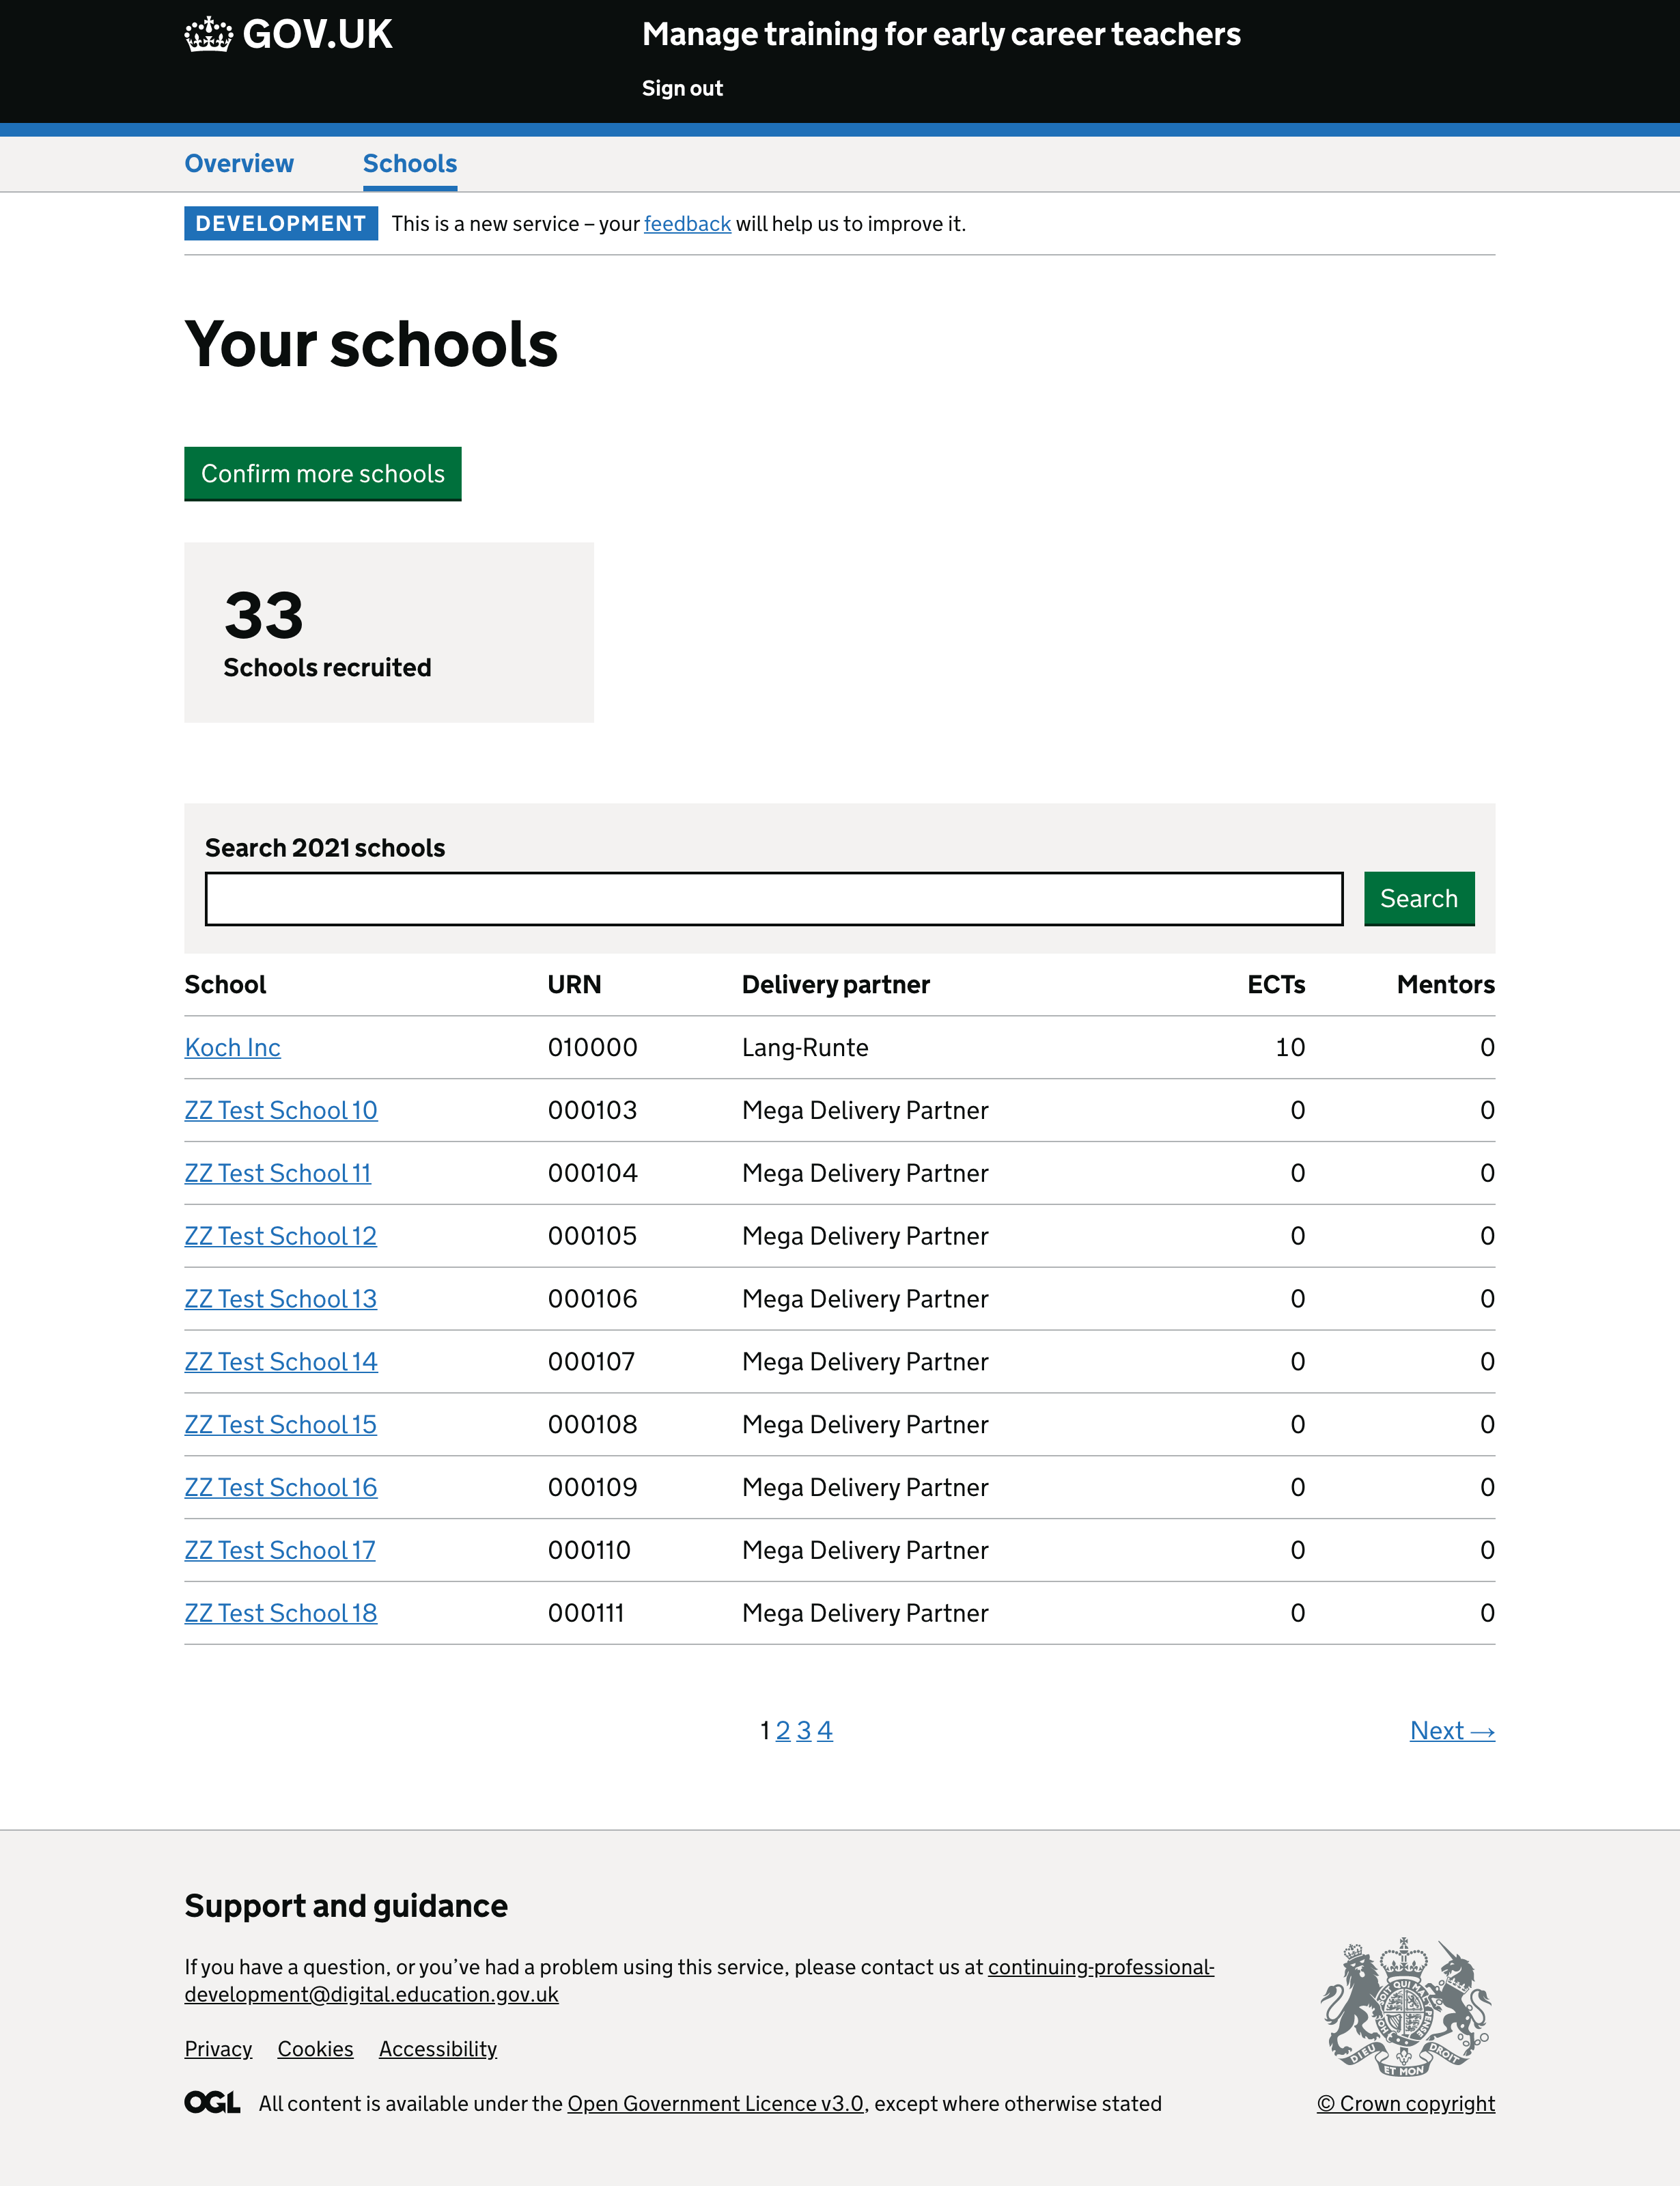 GOV.UK
Manage training for early career teachers
Sign out
Overview Schools
DEVELOPMENT This is a new service – your feedback will help us to improve it.
Your schools
Confirm more schools
33
Schools recruited
Search 2021 schools
Search
School URN Delivery partner ECTs Mentors
Koch Inc 010000 Lang-Runte 10 0
ZZ Test School 10 000103 Mega Delivery Partner 0 0
ZZ Test School 11 000104 Mega Delivery Partner 0 0
ZZ Test School 12 000105 Mega Delivery Partner 0 0
ZZ Test School 13 000106 Mega Delivery Partner 0 0
ZZ Test School 14 000107 Mega Delivery Partner 0 0
ZZ Test School 15 000108 Mega Delivery Partner 0 0
ZZ Test School 16 000109 Mega Delivery Partner 0 0
ZZ Test School 17 000110 Mega Delivery Partner 0 0
ZZ Test School 18 000111 Mega Delivery Partner 0 0
1 2 3 4 Next →
Support and guidance
If you have a question, or you’ve had a problem using this service, please contact us at continuing-professional-
development@digital.education.gov.uk
Privacy Cookies Accessibility
DIEU ET MON DROIT
OGL All content is available under the Open Government Licence v3.0, except where otherwise stated
© Crown copyright